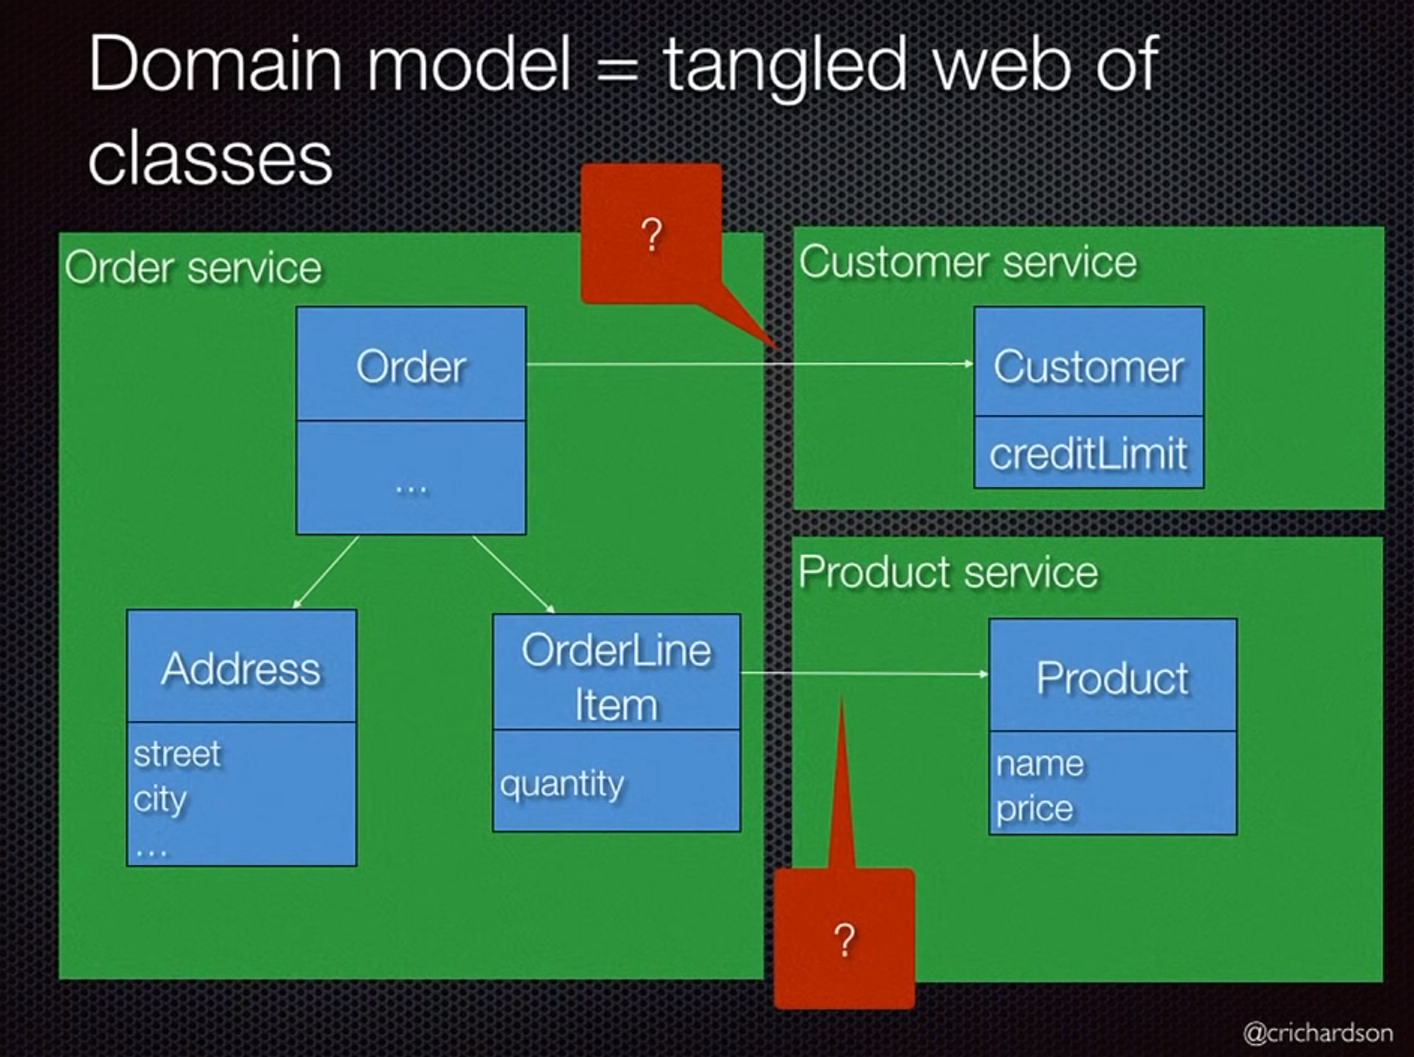 Domain model = tangled web of
classes
?
Order service
Customer service
Order
...
Customer
creditLimit
Address
street
city
...
OrderLine
Item
quantity
Product service
Product
name
price
?
@crichardson